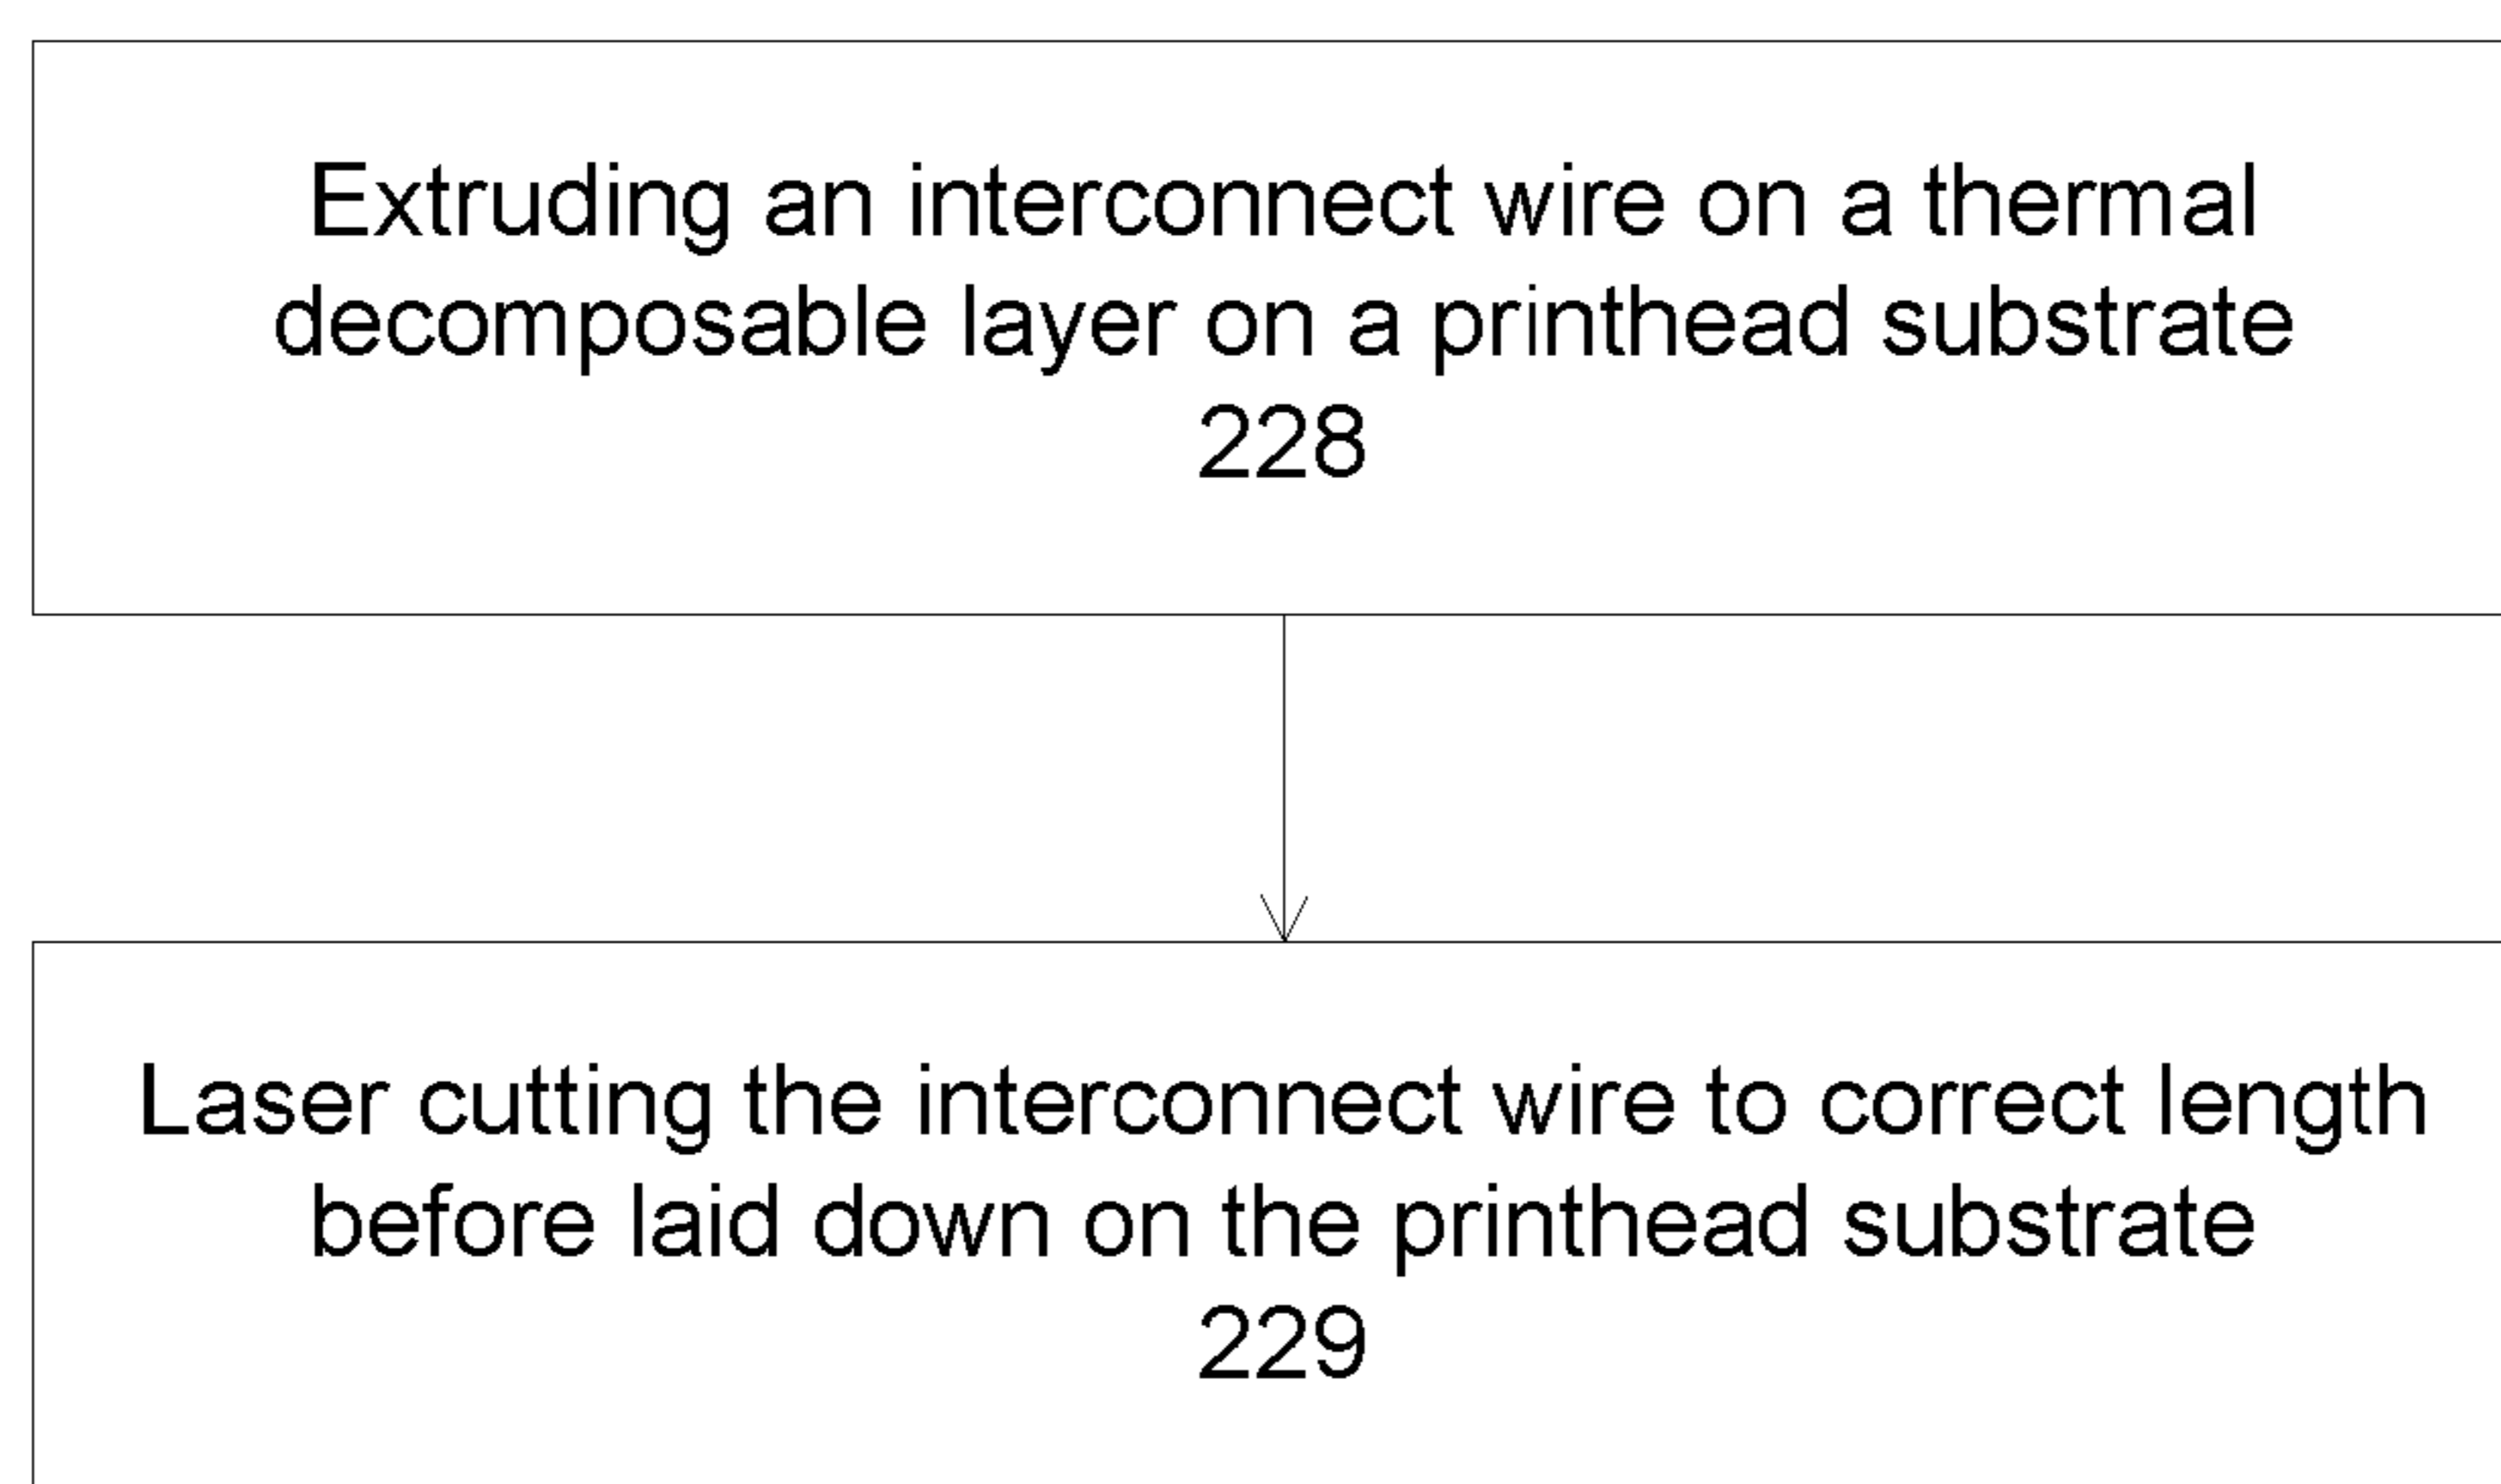 Extruding an interconnect wire on a thermal
decomposable layer on a printhead substrate
228
Laser cutting the interconnect wire to correct length
before laid down on the printhead substrate
229